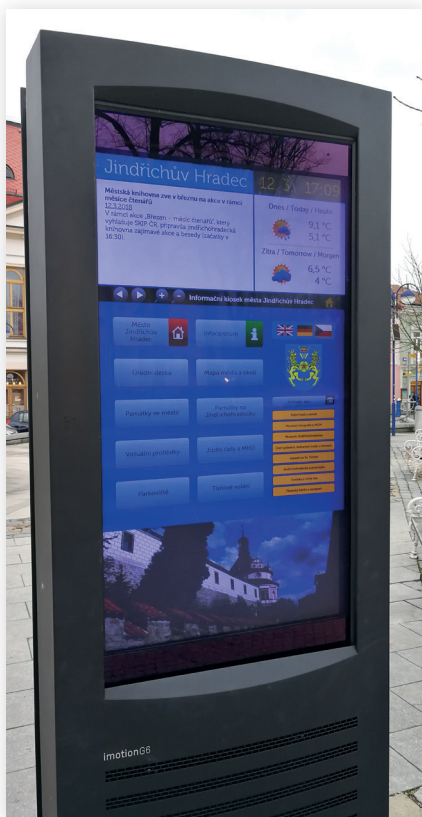 Jindřichův Hradec
12.3. 17:09
Městská knihovna zve v březnu na akce v rámci
měsíce čtenářů
12.3.2018
V rámci akce „Březen – měsíc čtenářů“, který
vyhlašuje SKIP ČR, připravila jindřichohradecká
knihovna zajímavé akce a besedy (začátky v
16:30).
Dnes / Today / Heute
9,1 °C
5,1 °C
Zítra / Tomorrow / Morgen
6,5 °C
4 °C
Informační kiosek města Jindřichův Hradec
Město
Jindřichův
Hradec
Infocentrum
Úřední deska
Mapa města a okolí
Památky ve městě
Památky na
Jindřichohradecku
Virtuální prohlídky
Jízdní řády a MHD
Parkoviště
Tísňové volání
imotionG6